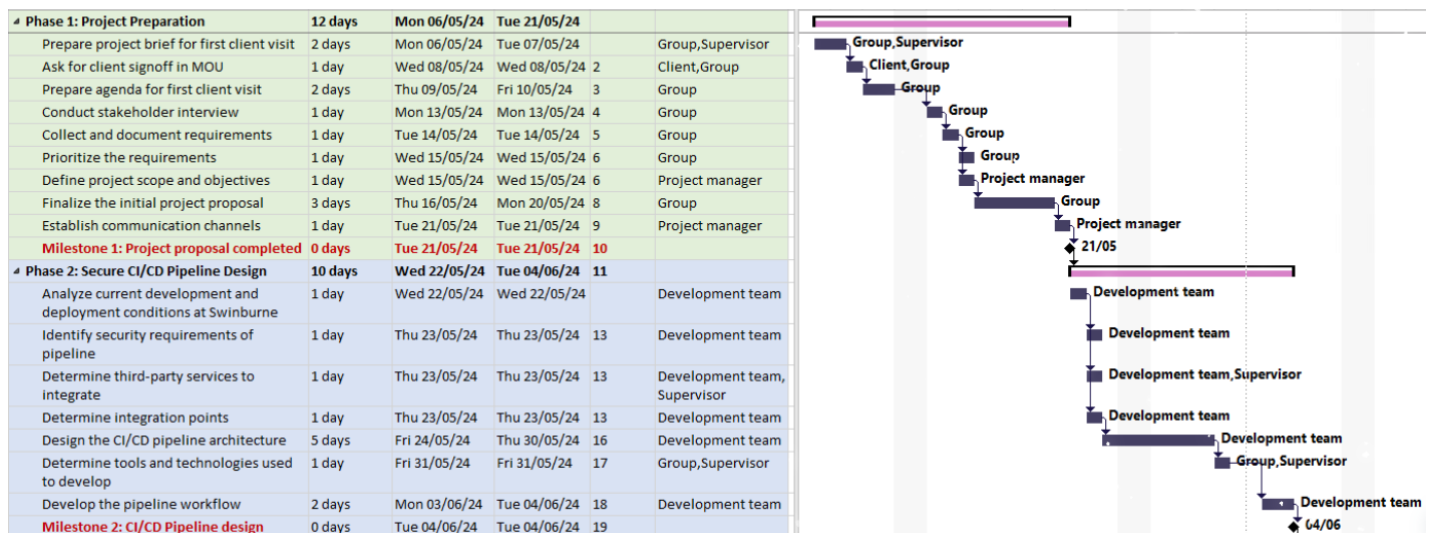 Phase 1: Project Preparation 12 days Mon 06/05/24 Tue 21/05/24
Prepare project brief for first client visit 2 days Mon 06/05/24 Tue 07/05/24 Group,Supervisor Group,Supervisor
Ask for client signoff in MOU 1 day Wed 08/05/24 Wed 08/05/24 2 Client,Group Client,Group
Prepare agenda for first client visit 2 days Thu 09/05/24 Fri 10/05/24 3 Group Group
Conduct stakeholder interview 1 day Mon 13/05/24 Mon 13/05/24 4 Group Group
Collect and document requirements 1 day Tue 14/05/24 Tue 14/05/24 5 Group Group
Prioritize the requirements 1 day Wed 15/05/24 Wed 15/05/24 6 Group Group
Define project scope and objectives 1 day Wed 15/05/24 Wed 15/05/24 6 Project manager Project manager
Finalize the initial project proposal 3 days Thu 16/05/24 Mon 20/05/24 8 Group Group
Establish communication channels 1 day Tue 21/05/24 Tue 21/05/24 9 Project manager Project manager
Milestone 1: Project proposal completed 0 days Tue 21/05/24 Tue 21/05/24 10 21/05
Phase 2: Secure CI/CD Pipeline Design 10 days Wed 22/05/24 Tue 04/06/24 11
Analyze current development and 1 day Wed 22/05/24 Wed 22/05/24 Development team Development team
deployment conditions at Swinburne
Identify security requirements of 1 day Thu 23/05/24 Thu 23/05/24 13 Development team Development team
pipeline
Determine third-party services to 1 day Thu 23/05/24 Thu 23/05/24 13 Development team, Development team,Supervisor
integrate Supervisor
Determine integration points 1 day Thu 23/05/24 Thu 23/05/24 13 Development team Development team
Design the CI/CD pipeline architecture 5 days Fri 24/05/24 Thu 30/05/24 16 Development team Development team
Determine tools and technologies used 1 day Fri 31/05/24 Fri 31/05/24 17 Group,Supervisor Group,Supervisor
to develop
Develop the pipeline workflow 2 days Mon 03/06/24 Tue 04/06/24 18 Development team Development team
Milestone 2: CI/CD Pipeline design 0 days Tue 04/06/24 Tue 04/06/24 19 04/06